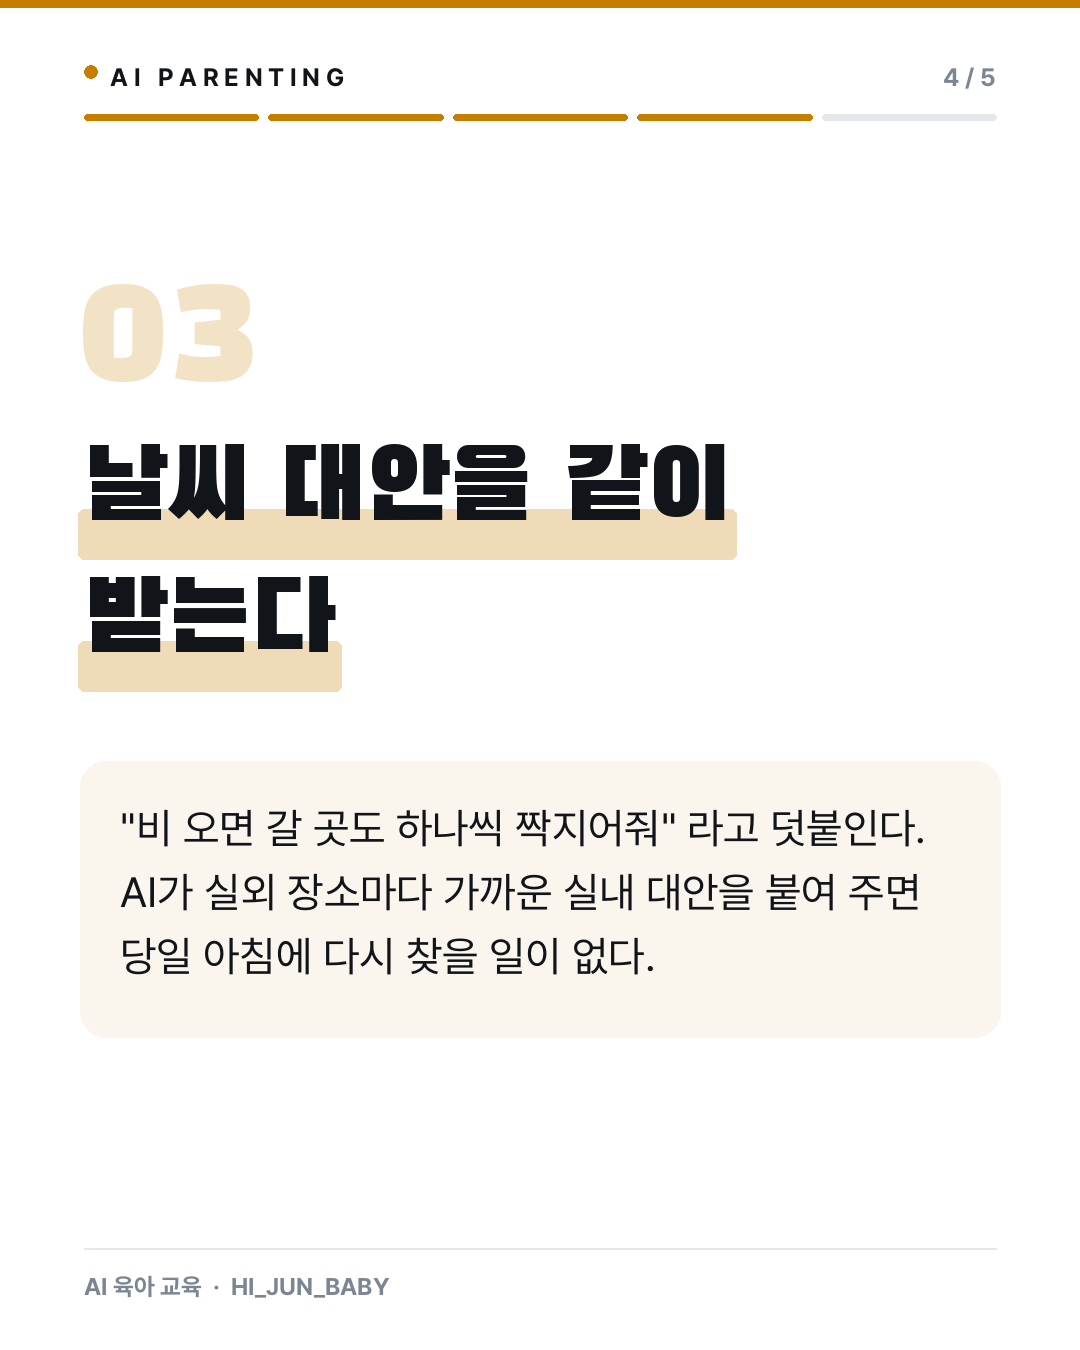 AI PARENTING
4 / 5
03
날씨 대안을 같이
받는다
"비 오면 갈 곳도 하나씩 짝지어줘" 라고 덧붙인다.
AI가 실외 장소마다 가까운 실내 대안을 붙여 주면
당일 아침에 다시 찾을 일이 없다.
AI 육아 교육 · HI_JUN_BABY